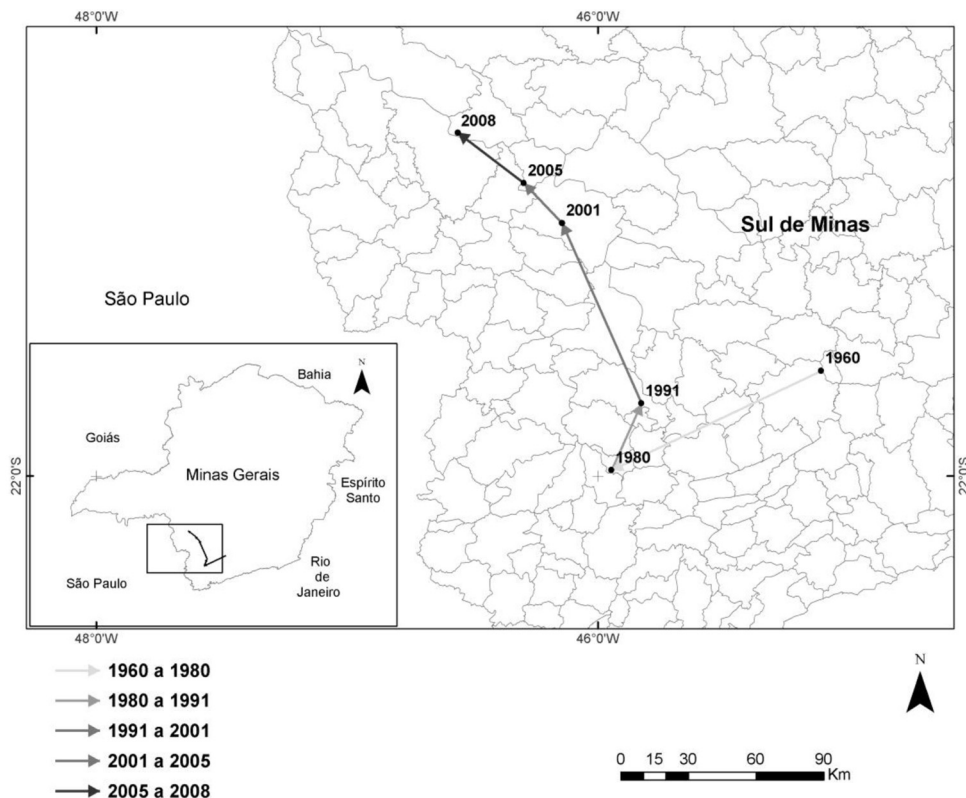 48°0'W
46°0'W
2008
2005
2001
Sul de Minas
São Paulo
1960
1991
1980
22°0'S
22°0'S
N
Bahia
Goiás
Minas Gerais
Espírito
Santo
São Paulo
Rio
de
Janeiro
48°0'W
46°0'W
1960 a 1980
1980 a 1991
1991 a 2001
2001 a 2005
2005 a 2008
N
0 15 30 60 90
Km